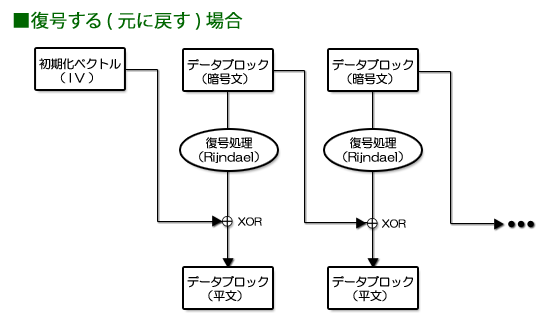 ■復号する(元に戻す)場合
初期化ベクトル
(IV)
データブロック
(暗号文)
データブロック
(暗号文)
復号処理
(Rijndael)
復号処理
(Rijndael)
XOR
XOR
データブロック
(平文)
データブロック
(平文)